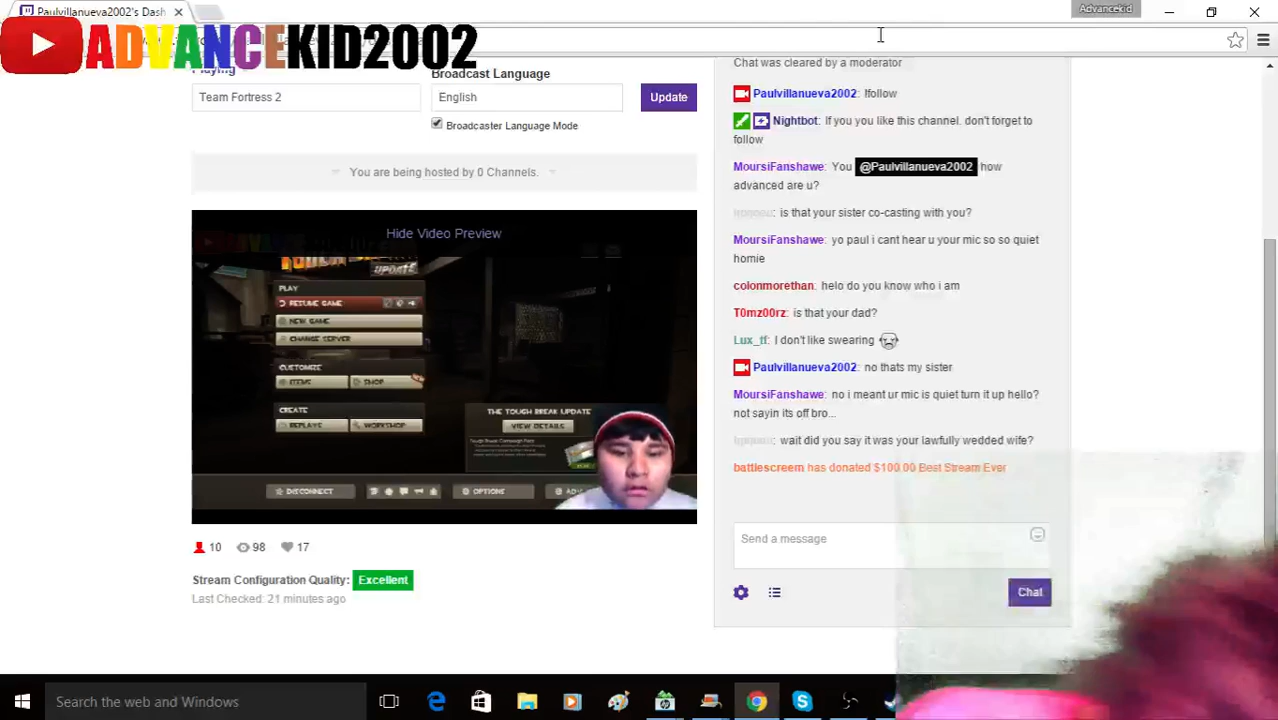 Paulvillanueva2002's Dash
Advancekid
ADVANCEKID2002
Playing
Broadcast Language
Team Fortress 2
English
Update
Broadcaster Language Mode
You are being hosted by 0 Channels.
Hide Video Preview
UPDATE
PLAY
RESUME GAME
NEW GAME
CHANGE SERVER
CUSTOMIZE
ITEMS
SHOP
CREATE
REPLAYS
WORKSHOP
THE TOUGH BREAK UPDATE
VIEW DETAILS
DISCONNECT
OPTIONS
10
98
17
Stream Configuration Quality: Excellent
Last Checked: 21 minutes ago
Chat was cleared by a moderator
Paulvillanueva2002: !follow
Nightbot: If you you like this channel. don't forget to
follow
MoursiFanshawe: You @Paulvillanueva2002 how
advanced are u?
is that your sister co-casting with you?
MoursiFanshawe: yo paul i cant hear u your mic so so quiet
homie
colonmorethan: helo do you know who i am
T0mz00rz: is that your dad?
Lux_tf: I don't like swearing
Paulvillanueva2002: no thats my sister
MoursiFanshawe: no i meant ur mic is quiet turn it up hello?
not sayin its off bro...
wait did you say it was your lawfully wedded wife?
battlescreem has donated $100.00 Best Stream Ever
Send a message
Chat
Search the web and Windows